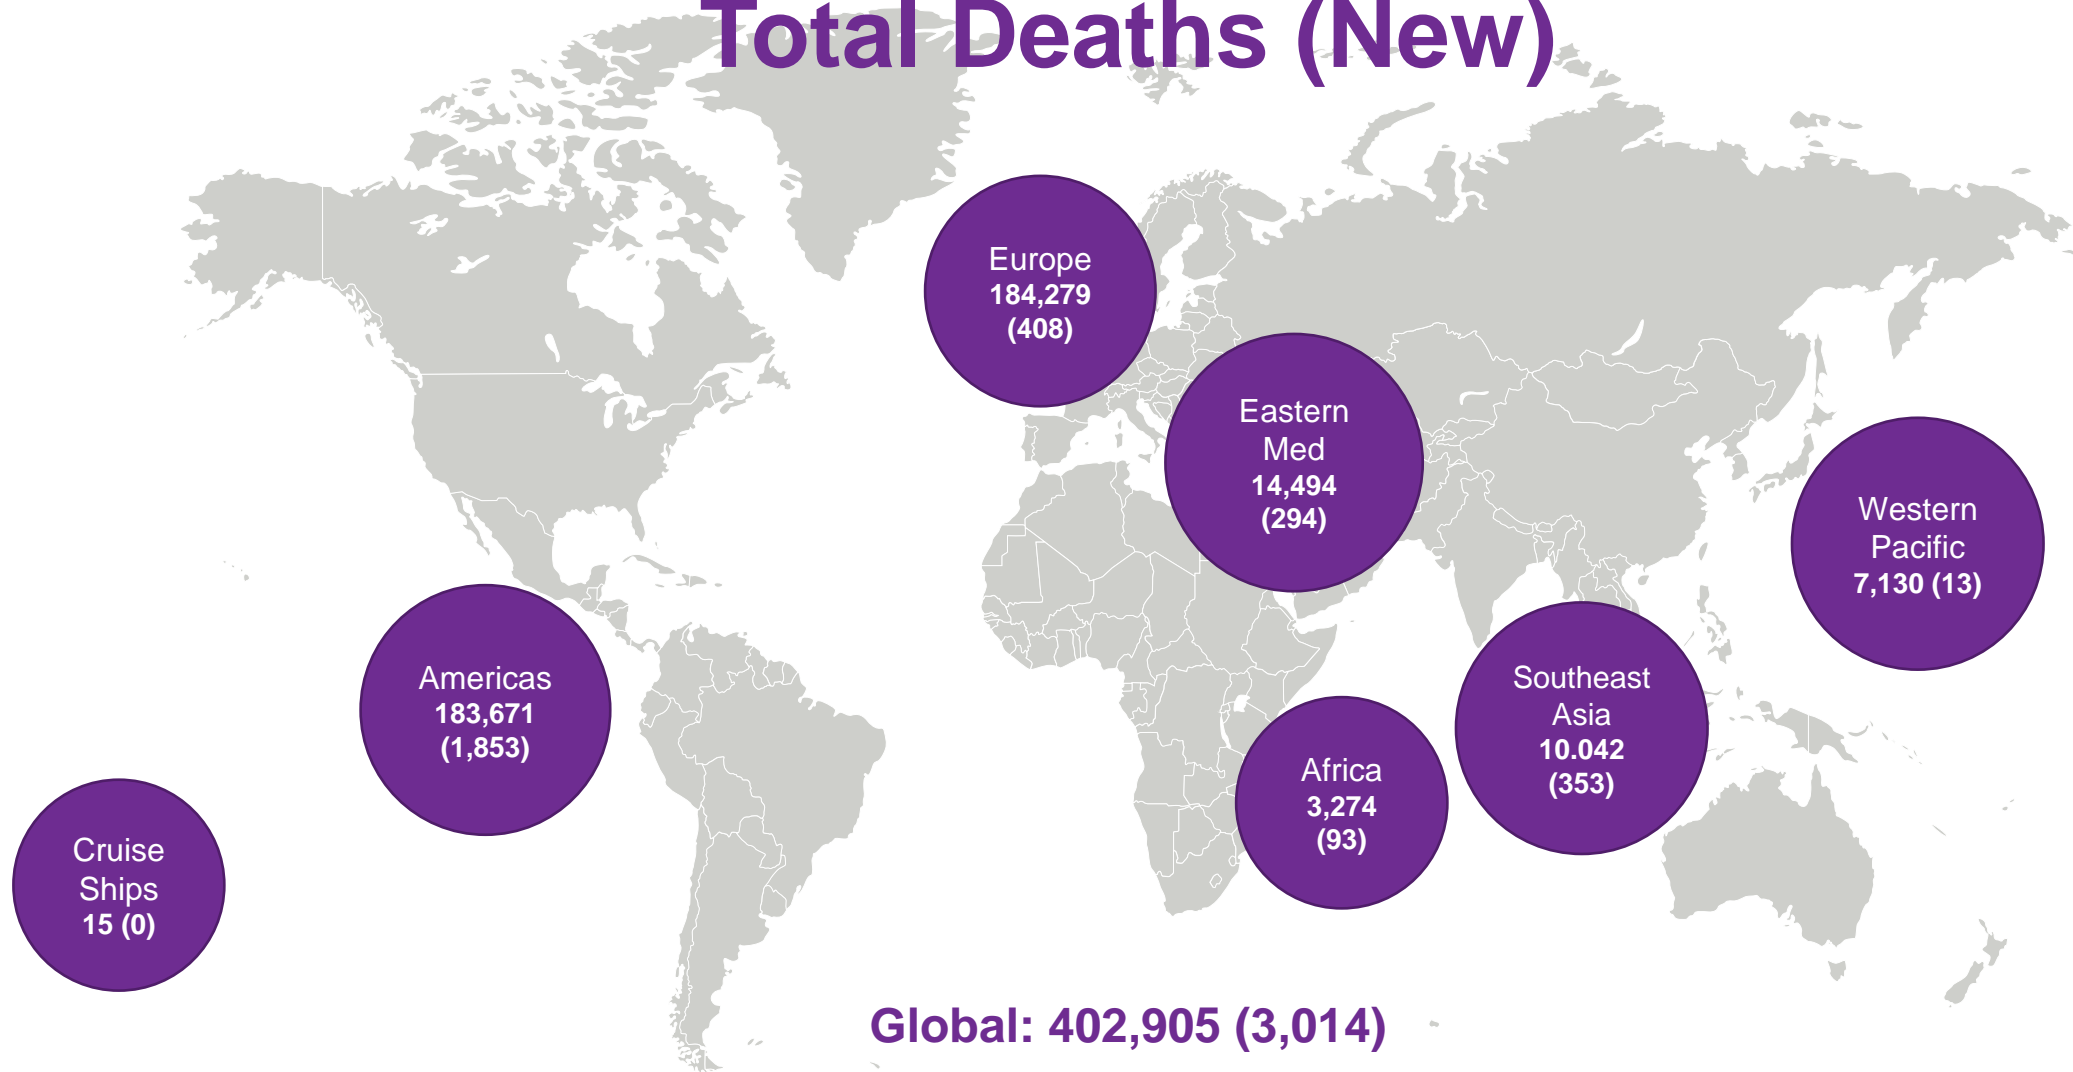 Total Deaths (New)
Europe
184,279
(408)
Eastern
Med
14,494
(294)
Western
Pacific
7,130 (13)
Americas
183,671
(1,853)
Southeast
Asia
10.042
(353)
Africa
3,274
(93)
Cruise
Ships
15 (0)
Global: 402,905 (3,014)